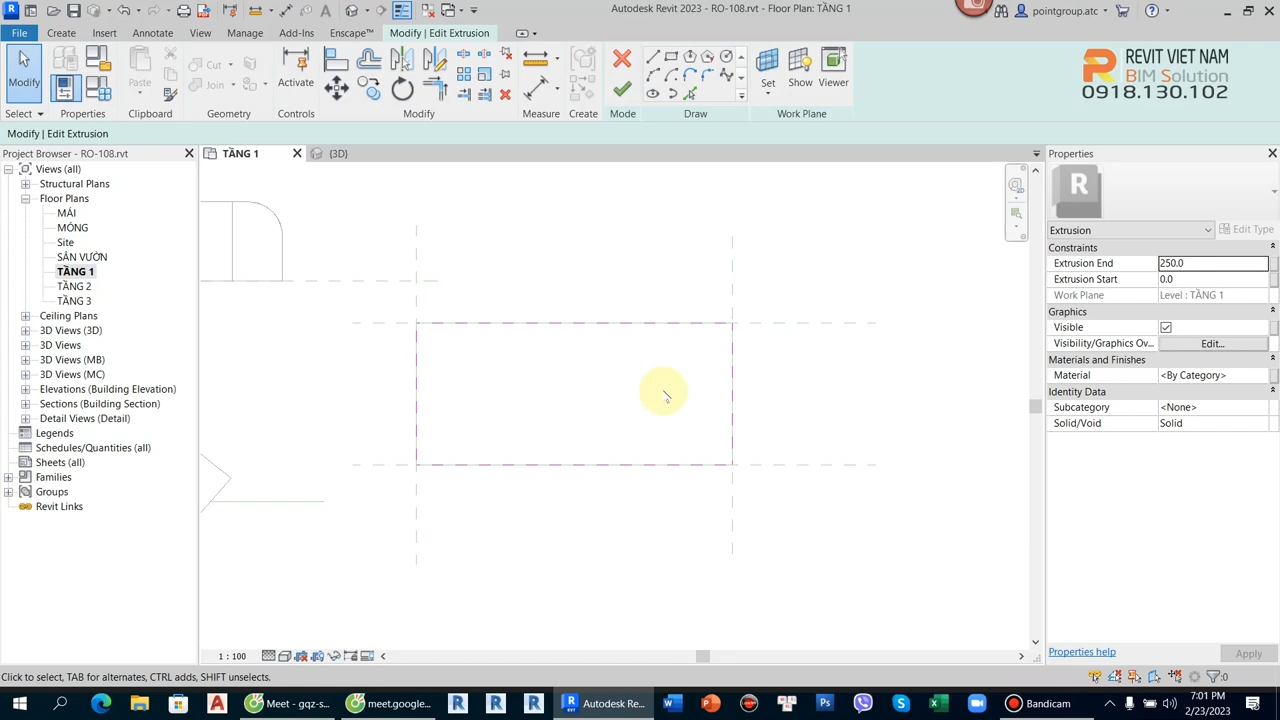 Autodesk Revit 2023 - RO-108.rvt - Floor Plan: TẦNG 1
pointgroup.atc
File
Create
Insert
Annotate
View
Manage
Add-Ins
Enscape™
Modify | Edit Extrusion
Modify
Paste
Cut
Join
Activate
Set
Show
Viewer
Select
Properties
Clipboard
Geometry
Controls
Modify
Measure
Create
Mode
Draw
Work Plane
REVIT VIET NAM
BIM Solution
0918.130.102
Modify | Edit Extrusion
Project Browser - RO-108.rvt
TẦNG 1
{3D}
Properties
Views (all)
Structural Plans
Floor Plans
MÁI
MÓNG
Site
SÂN VƯỜN
TẦNG 1
TẦNG 2
TẦNG 3
Ceiling Plans
3D Views (3D)
3D Views
3D Views (MB)
3D Views (MC)
Elevations (Building Elevation)
Sections (Building Section)
Detail Views (Detail)
Legends
Schedules/Quantities (all)
Sheets (all)
Families
Groups
Revit Links
R
Extrusion
Edit Type
Constraints
Extrusion End 250.0
Extrusion Start 0.0
Work Plane Level : TẦNG 1
Graphics
Visible
Visibility/Graphics Ov... Edit...
Materials and Finishes
Material <By Category>
Identity Data
Subcategory <None>
Solid/Void Solid
Properties help
Apply
1 : 100
Click to select, TAB for alternates, CTRL adds, SHIFT unselects.
:0
Meet - gqz-s...
meet.google...
Autodesk Re...
Bandicam
7:01 PM
2/23/2023